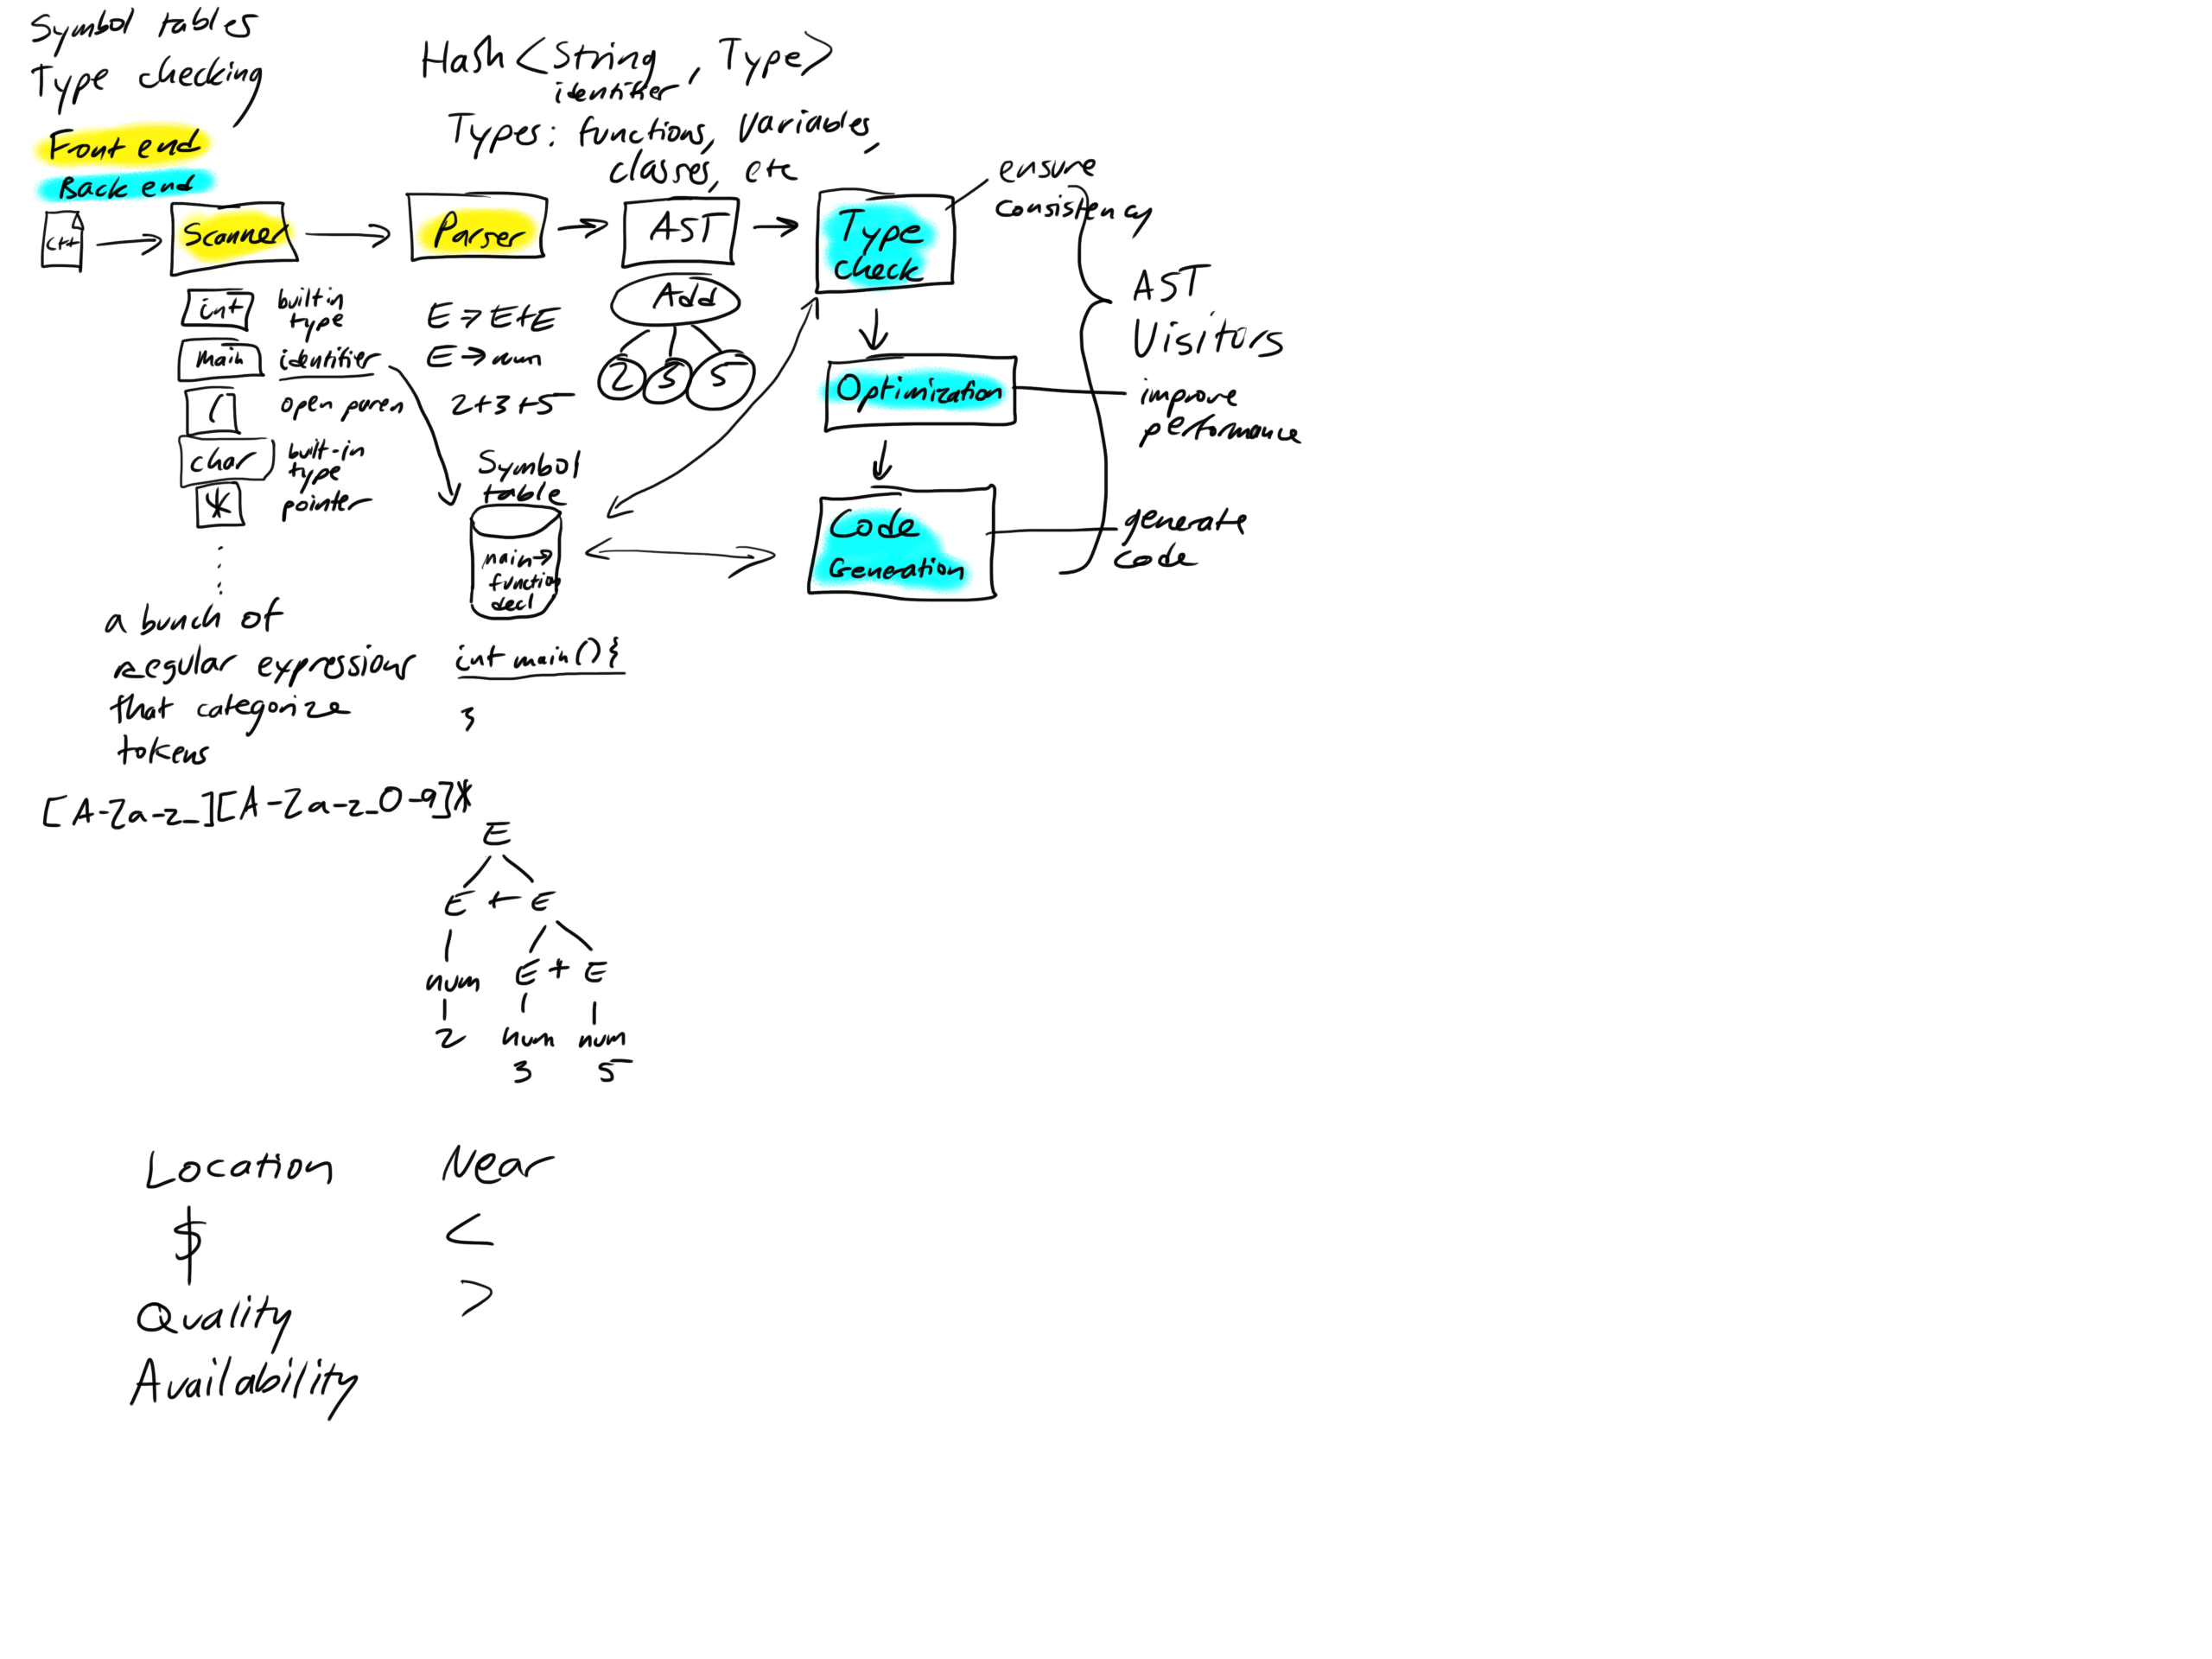 Symbol tables
Type checking
Front end
Back end
Hash <String, Type>
identifier
Types: functions, variables,
classes, etc
C++
Scanner
Parser
AST
Type
check
ensure
consistency
int
built in
type
main
identifier
(
open paren
char
built-in
type
*
pointer
E → E+E
E → num
2+3+5
Add
2 3 5
Optimization
improve
performance
AST
Visitors
Symbol
table
main →
function
decl
Code
Generation
generate
code
a bunch of
regular expressions
that categorize
tokens
int main() {
}
[A-Za-z_][A-Za-z_0-9]*
E
E + E
num E + E
2 num num
3 5
Location Near
$ <
>
Quality
Availability